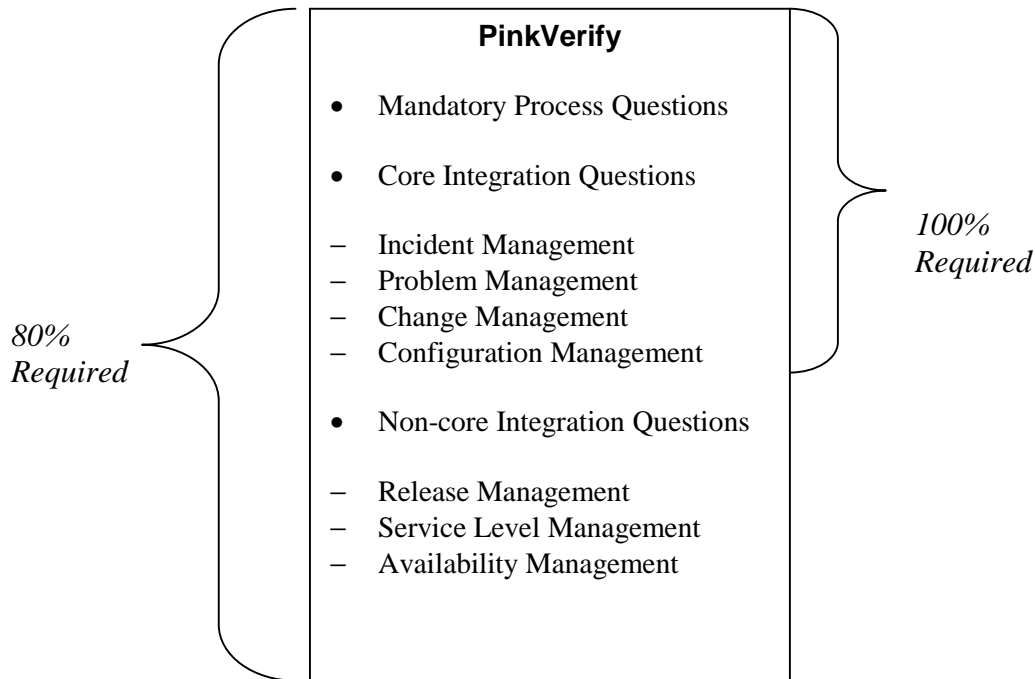 PinkVerify
• Mandatory Process Questions
• Core Integration Questions
– Incident Management
– Problem Management
– Change Management
– Configuration Management
• Non-core Integration Questions
– Release Management
– Service Level Management
– Availability Management
80%
Required
100%
Required